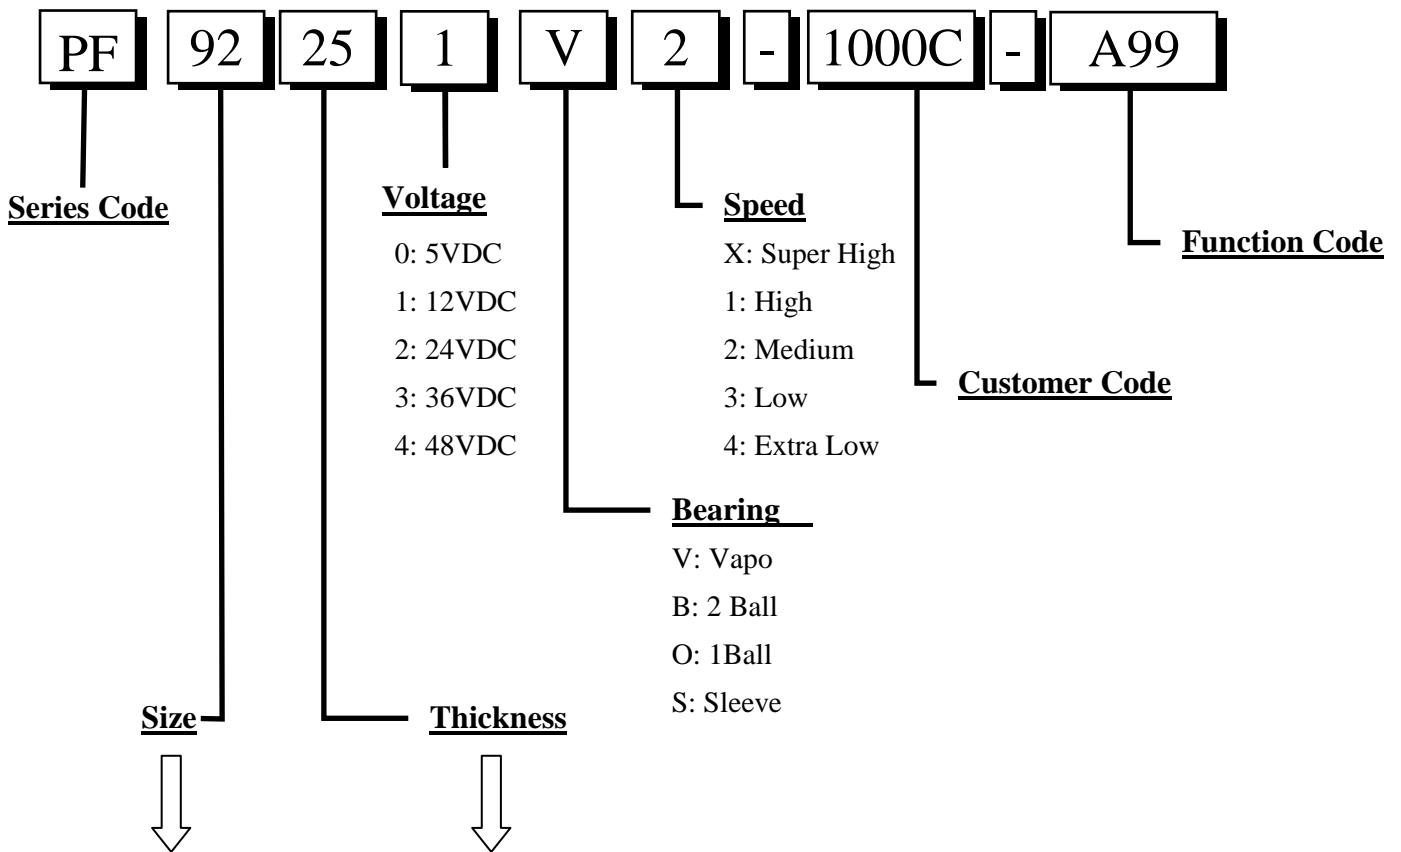 PF 92 25 1 V 2 - 1000C - A99
Series Code
Voltage
0: 5VDC
1: 12VDC
2: 24VDC
3: 36VDC
4: 48VDC
Speed
X: Super High
1: High
2: Medium
3: Low
4: Extra Low
Function Code
Customer Code
Bearing
V: Vapo
B: 2 Ball
O: 1Ball
S: Sleeve
Size
Thickness